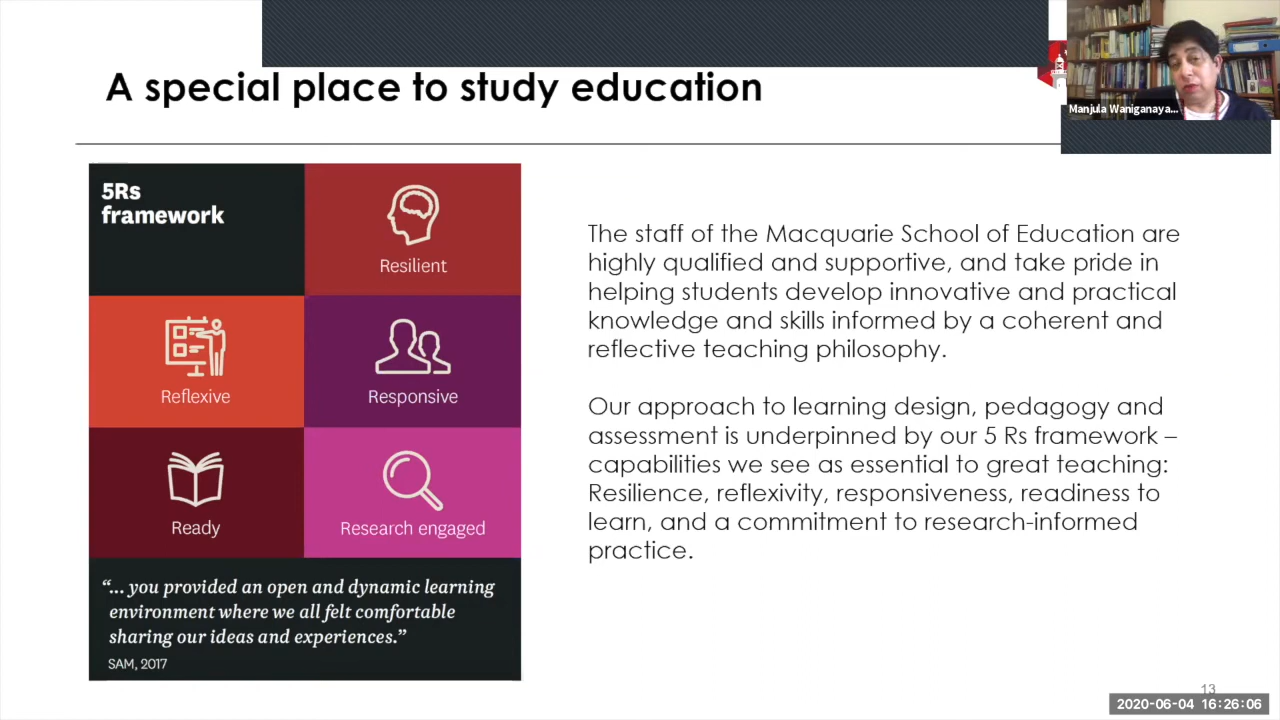 A special place to study education
Manjula Waniganaya...
5Rs
framework
Resilient
Reflexive
Responsive
Ready
Research engaged
“... you provided an open and dynamic learning
environment where we all felt comfortable
sharing our ideas and experiences.”
SAM, 2017
The staff of the Macquarie School of Education are
highly qualified and supportive, and take pride in
helping students develop innovative and practical
knowledge and skills informed by a coherent and
reflective teaching philosophy.
Our approach to learning design, pedagogy and
assessment is underpinned by our 5 Rs framework –
capabilities we see as essential to great teaching:
Resilience, reflexivity, responsiveness, readiness to
learn, and a commitment to research-informed
practice.
13
2020-06-04 16:26:06